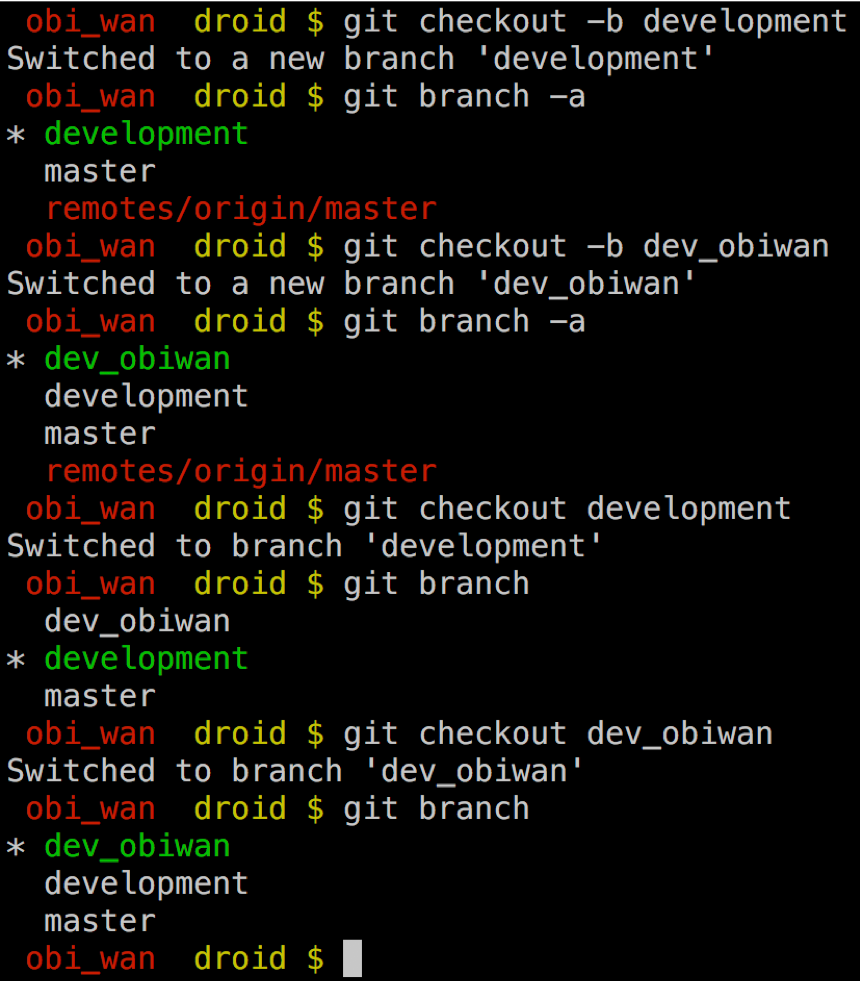 obi_wan  droid $ git checkout -b development
Switched to a new branch 'development'
obi_wan  droid $ git branch -a
* development
  master
  remotes/origin/master
obi_wan  droid $ git checkout -b dev_obiwan
Switched to a new branch 'dev_obiwan'
obi_wan  droid $ git branch -a
* dev_obiwan
  development
  master
  remotes/origin/master
obi_wan  droid $ git checkout development
Switched to branch 'development'
obi_wan  droid $ git branch
  dev_obiwan
* development
  master
obi_wan  droid $ git checkout dev_obiwan
Switched to branch 'dev_obiwan'
obi_wan  droid $ git branch
* dev_obiwan
  development
  master
obi_wan  droid $